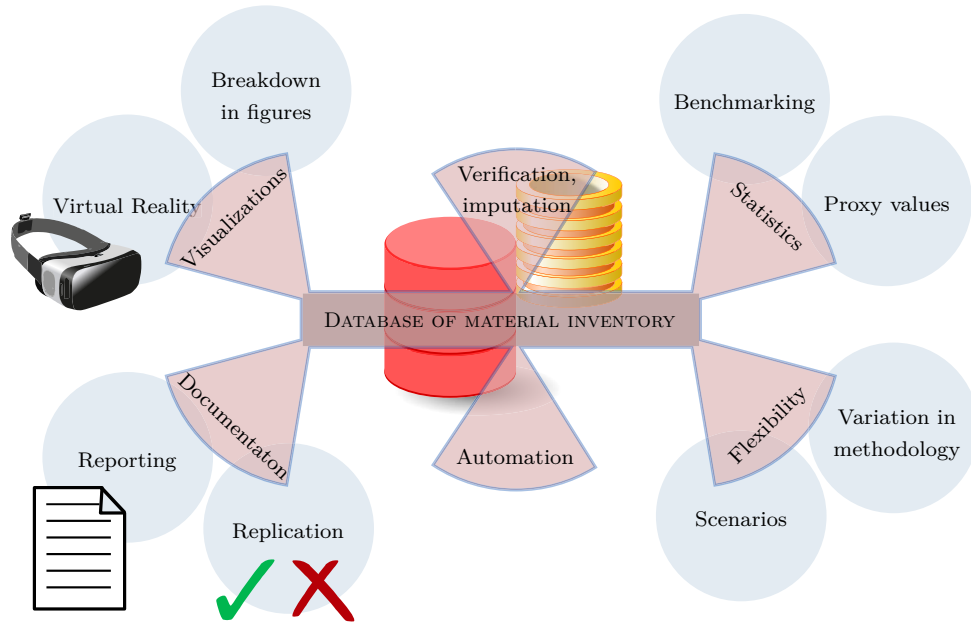 Breakdown
in figures
Benchmarking
Virtual Reality
Visualizations
Verification,
imputation
Statistics
Proxy values
DATABASE OF MATERIAL INVENTORY
Documentaton
Reporting
Replication
Automation
Flexibility
Variation in
methodology
Scenarios